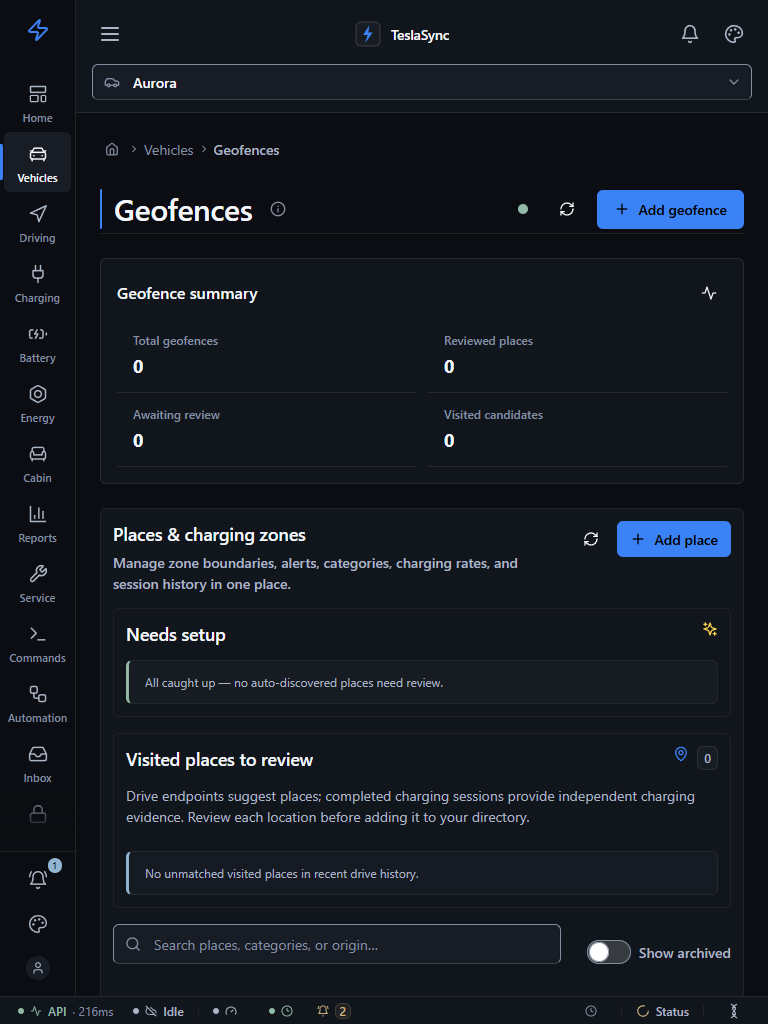 TeslaSync
Aurora
Home
Vehicles
Driving
Charging
Battery
Energy
Cabin
Reports
Service
Commands
Automation
Inbox
1
Vehicles
Geofences
Geofences
Add geofence
Geofence summary
Total geofences
0
Reviewed places
0
Awaiting review
0
Visited candidates
0
Places & charging zones
Add place
Manage zone boundaries, alerts, categories, charging rates, and
session history in one place.
Needs setup
All caught up — no auto-discovered places need review.
Visited places to review
0
Drive endpoints suggest places; completed charging sessions provide independent charging
evidence. Review each location before adding it to your directory.
No unmatched visited places in recent drive history.
Search places, categories, or origin...
Show archived
API · 216ms
Idle
2
Status